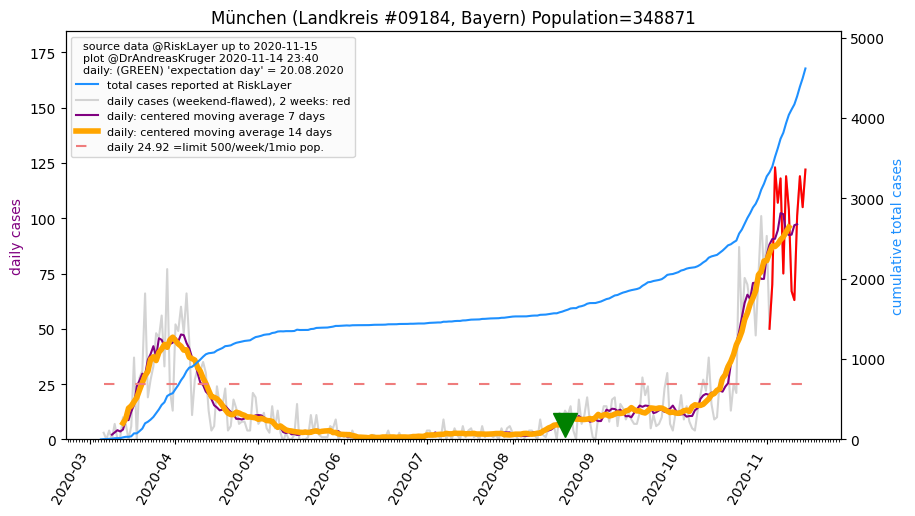 München (Landkreis #09184, Bayern) Population=348871
source data @RiskLayer up to 2020-11-15
plot @DrAndreasKruger 2020-11-14 23:40
daily: (GREEN) 'expectation day' = 20.08.2020
total cases reported at RiskLayer
daily cases (weekend-flawed), 2 weeks: red
daily: centered moving average 7 days
daily: centered moving average 14 days
daily 24.92 =limit 500/week/1mio pop.
daily cases
175
150
125
100
75
50
25
0
cumulative total cases
5000
4000
3000
2000
1000
0
2020-03
2020-04
2020-05
2020-06
2020-07
2020-08
2020-09
2020-10
2020-11